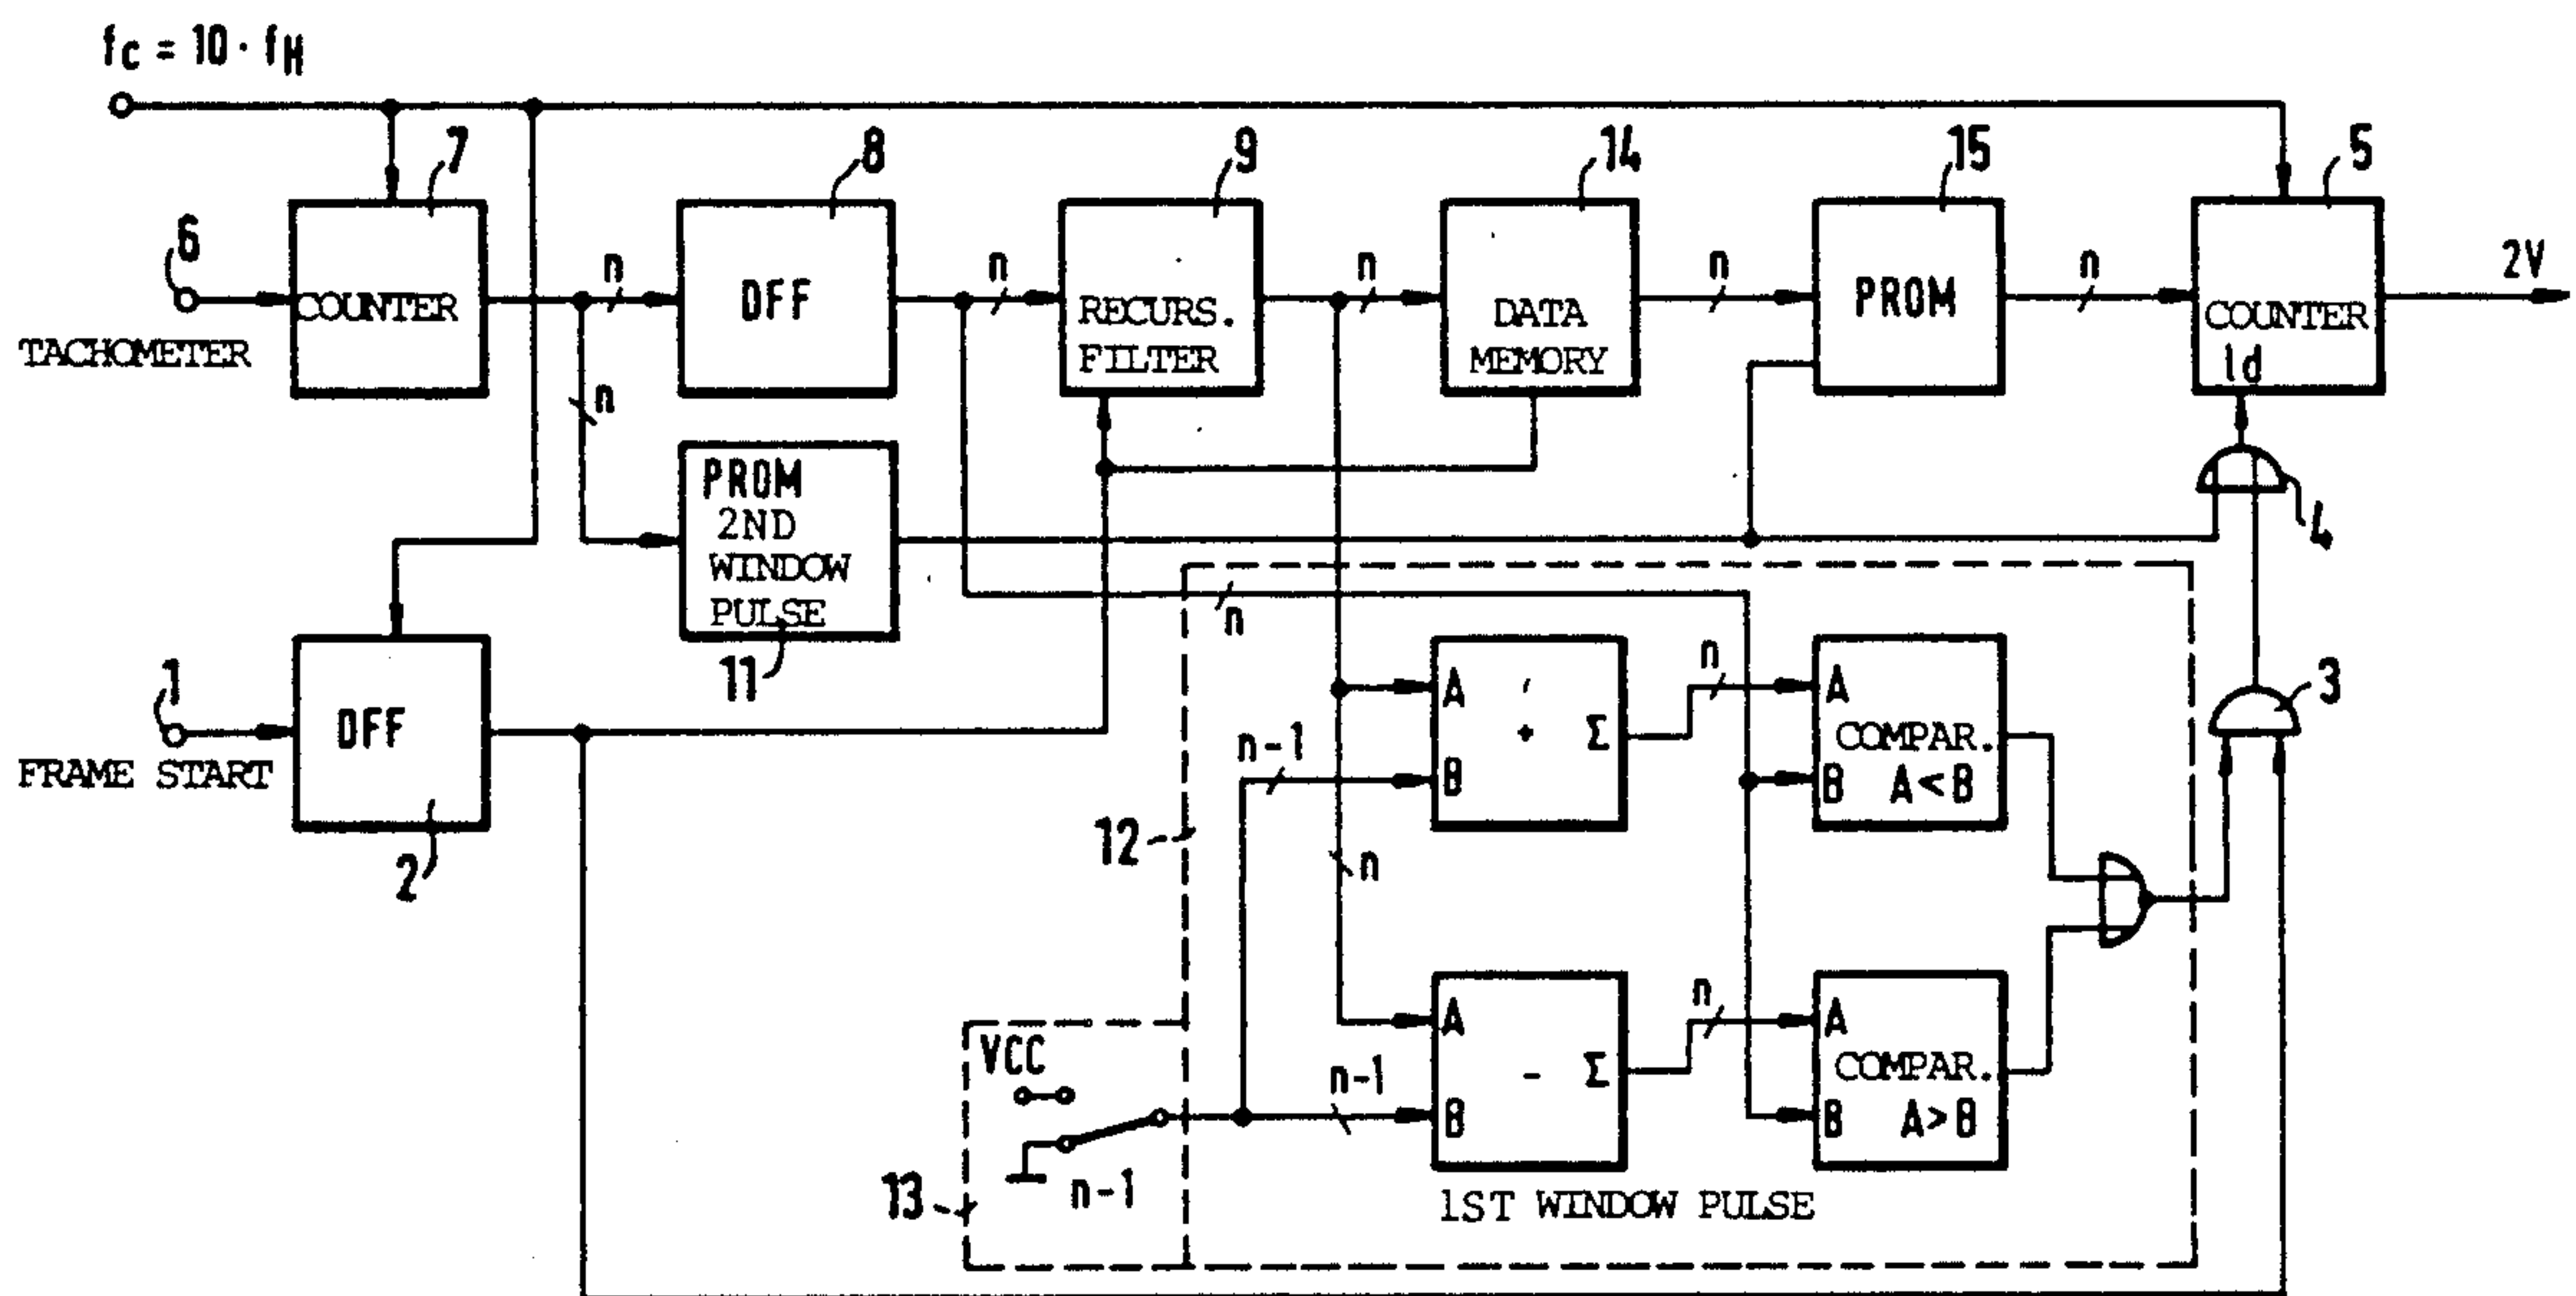 fc = 10 · fH
7
8
9
14
15
5
6
n
n
n
n
n
2V
COUNTER
DFF
RECURS.
FILTER
DATA
MEMORY
PROM
COUNTER
ld
TACHOMETER
n
PROM
2ND
WINDOW
PULSE
4
n
11
1
DFF
FRAME START
2
A
+
Σ
B
n
n-1
A
COMPAR.
B
A<B
3
12
n
n
A
-
Σ
B
n-1
A
COMPAR.
B
A>B
VCC
n-1
13
1ST WINDOW PULSE